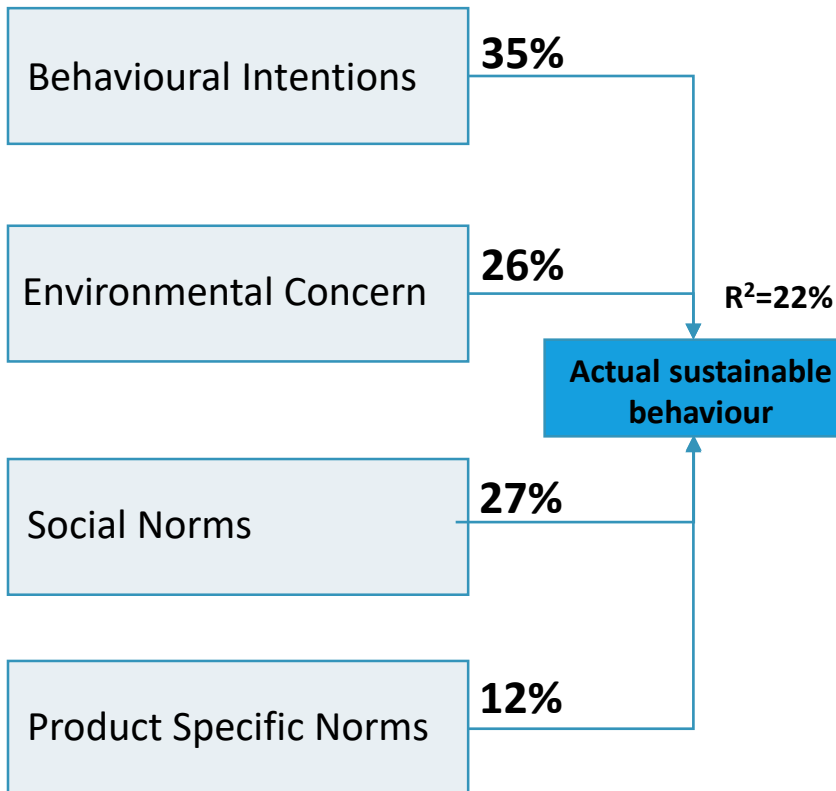 Behavioural Intentions
35%
Environmental Concern
26%
R²=22%
Actual sustainable
behaviour
Social Norms
27%
Product Specific Norms
12%